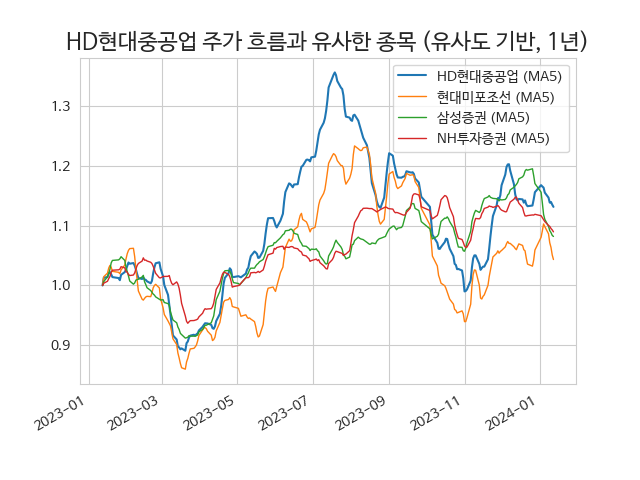 HD현대중공업 주가 흐름과 유사한 종목 (유사도 기반, 1년)
HD현대중공업 (MA5)
현대미포조선 (MA5)
삼성증권 (MA5)
NH투자증권 (MA5)
1.3
1.2
1.1
1.0
0.9
2023-01
2023-03
2023-05
2023-07
2023-09
2023-11
2024-01